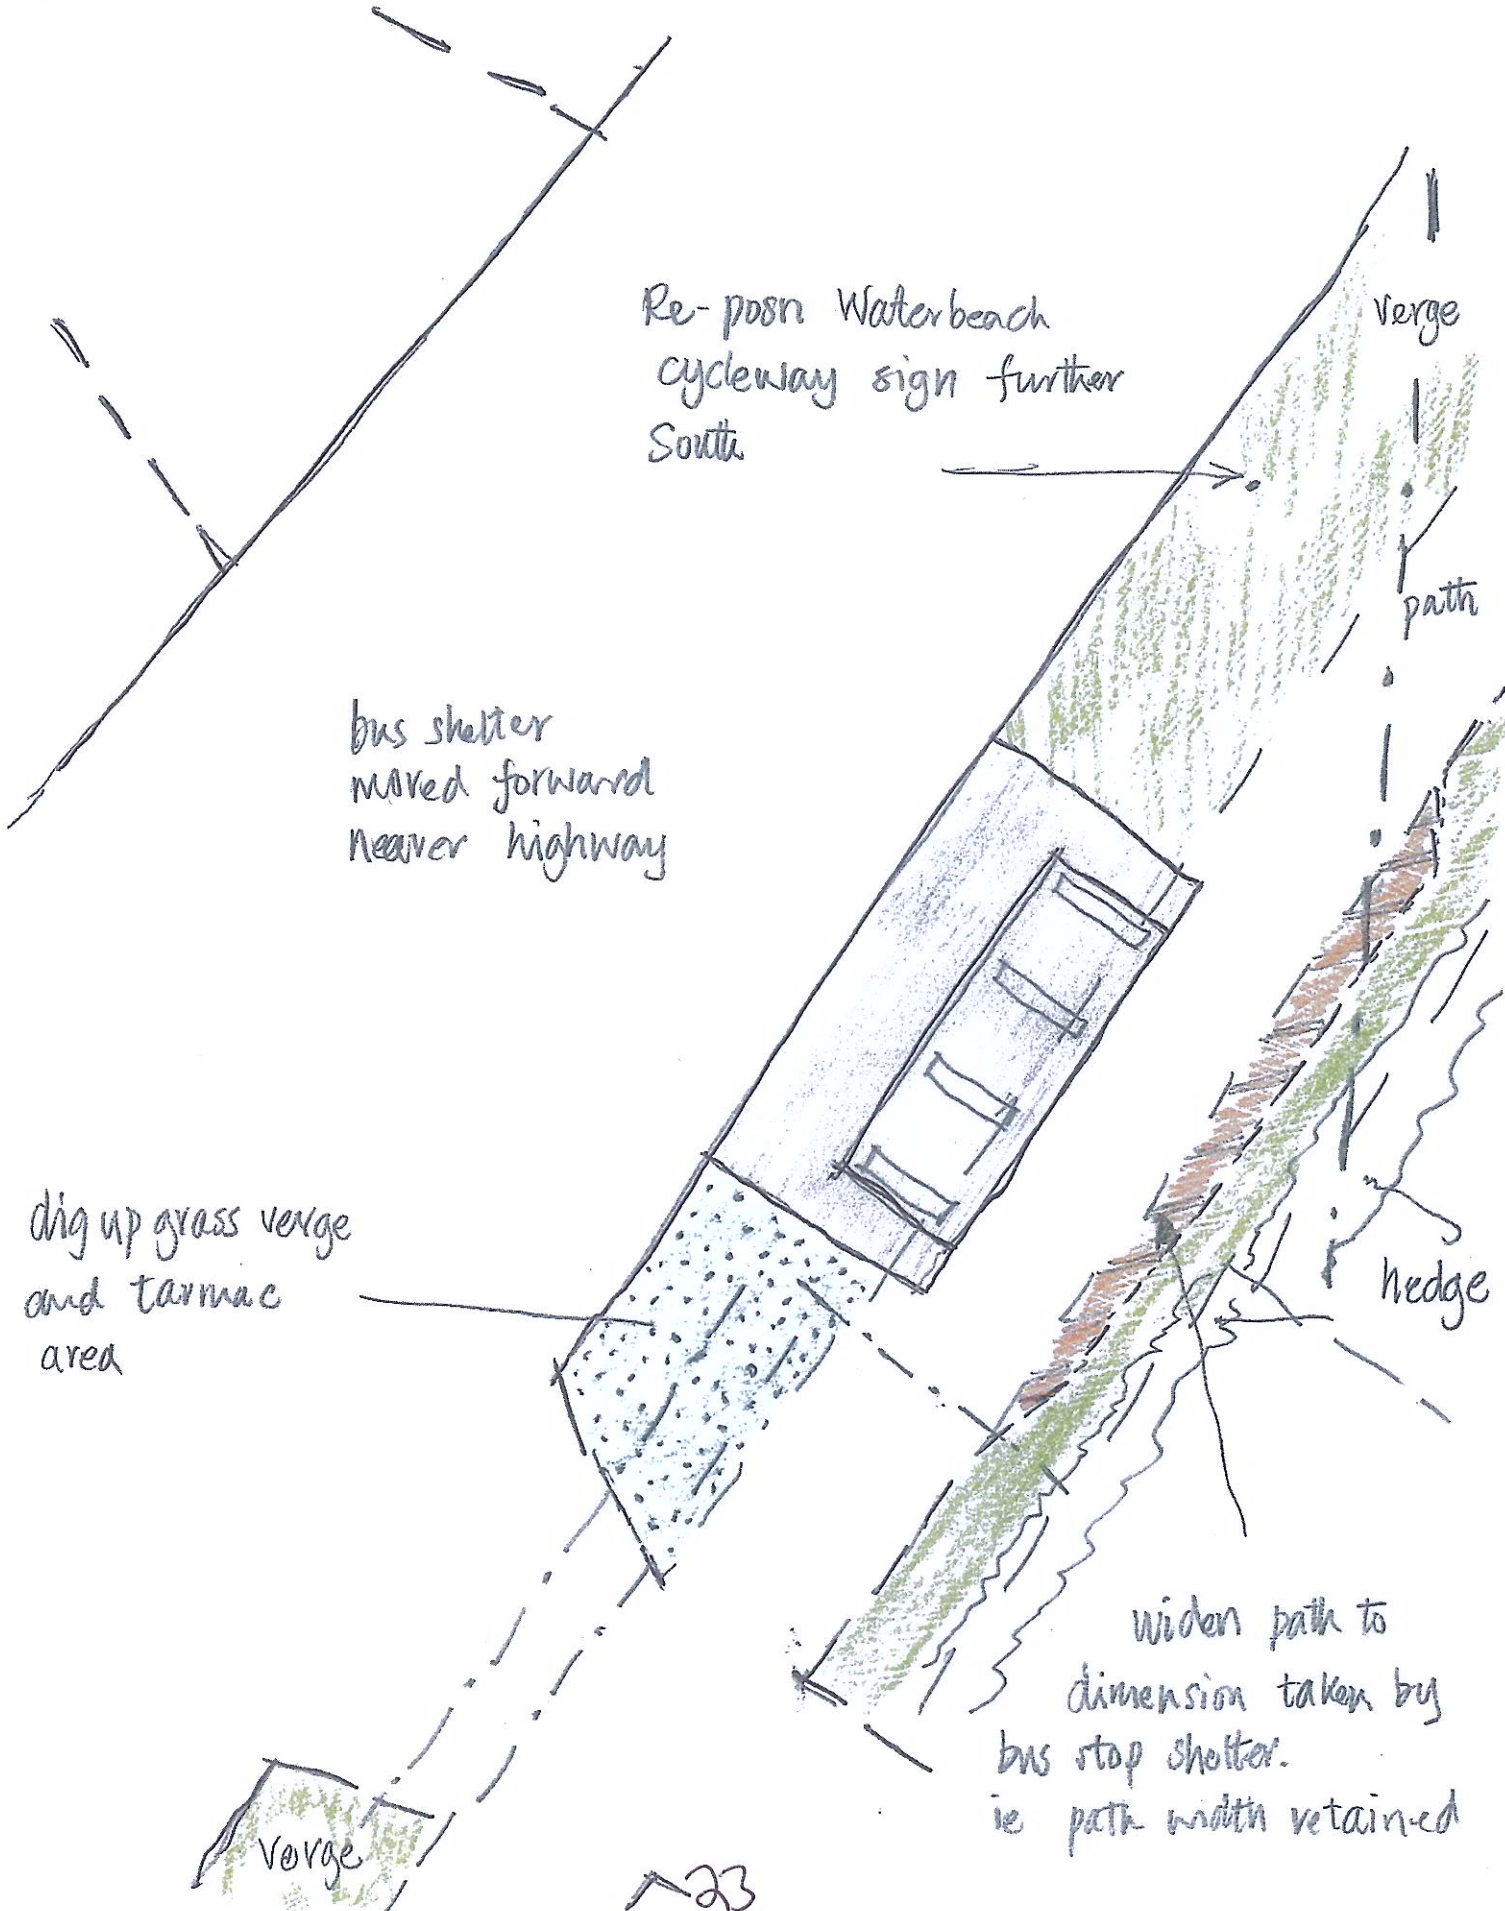 Re-posn Waterbeach
cycleway sign further
South
verge
path
bus shelter
moved forward
nearer highway
dig up grass verge
and tarmac
area
hedge
widen path to
dimension taken by
bus stop shelter.
ie path width retained
verge
23